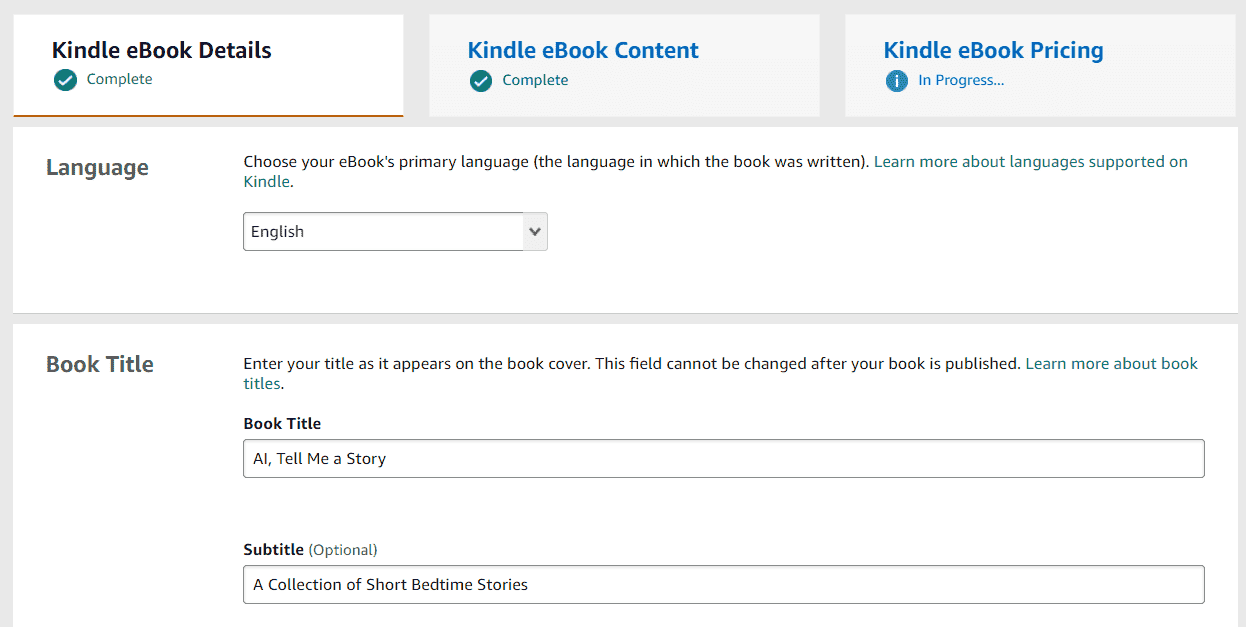 Kindle eBook Details
Complete
Kindle eBook Content
Complete
Kindle eBook Pricing
In Progress...
Language
Choose your eBook's primary language (the language in which the book was written). Learn more about languages supported on
Kindle.
English
Book Title
Enter your title as it appears on the book cover. This field cannot be changed after your book is published. Learn more about book
titles.
Book Title
AI, Tell Me a Story
Subtitle (Optional)
A Collection of Short Bedtime Stories